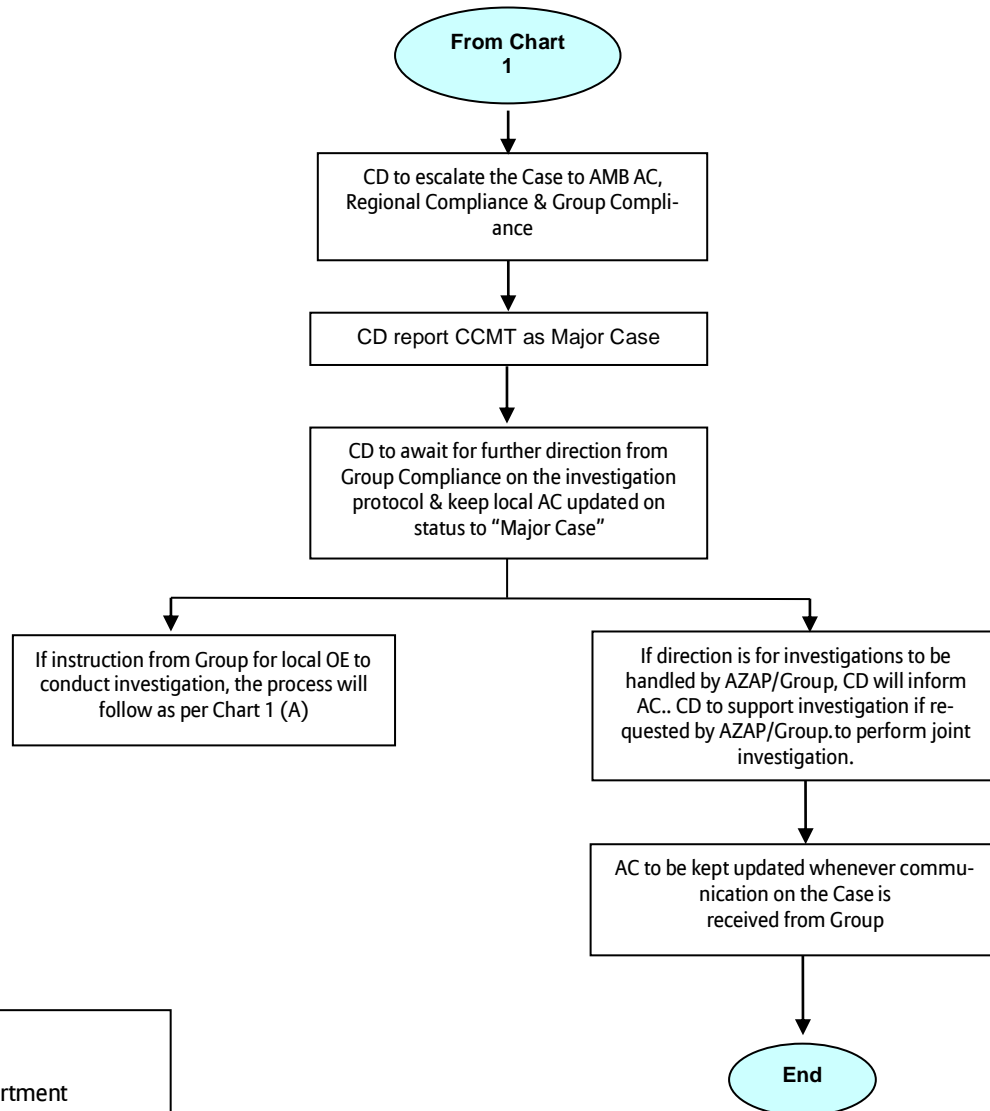 From Chart
1
CD to escalate the Case to AMB AC,
Regional Compliance & Group Compli-
ance
CD report CCMT as Major Case
CD to await for further direction from
Group Compliance on the investigation
protocol & keep local AC updated on
status to “Major Case”
If instruction from Group for local OE to
conduct investigation, the process will
follow as per Chart 1 (A)
If direction is for investigations to be
handled by AZAP/Group, CD will inform
AC.. CD to support investigation if re-
quested by AZAP/Group.to perform joint
investigation.
AC to be kept updated whenever commu-
nication on the Case is
received from Group
End